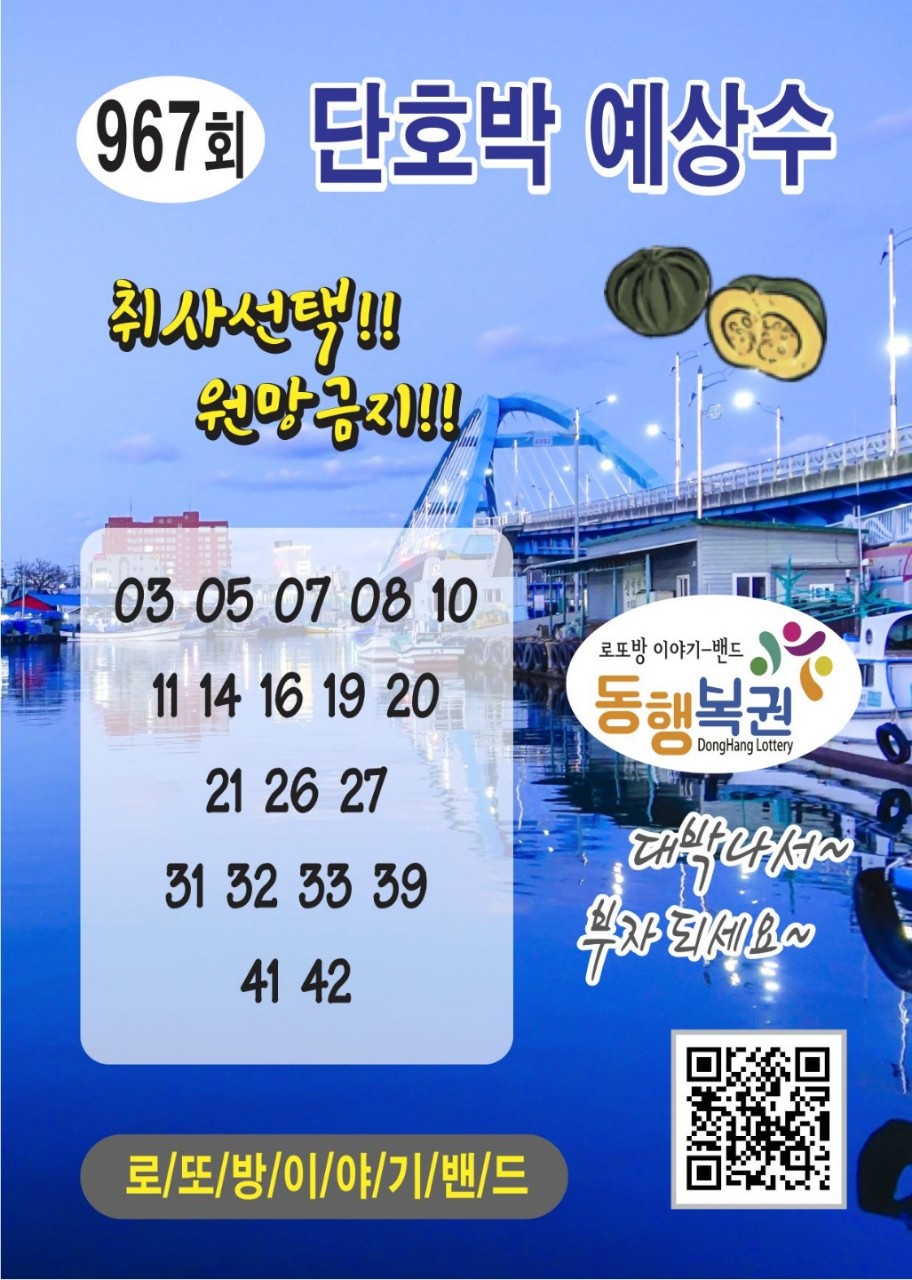 967회 단호박 예상수
취사선택!!
원망금지!!
03 05 07 08 10
11 14 16 19 20
21 26 27
31 32 33 39
41 42
로또방 이야기-밴드
동행복권
DongHang Lottery
대박나서~
부자 되세요~
로/또/방/이/야/기/밴/드